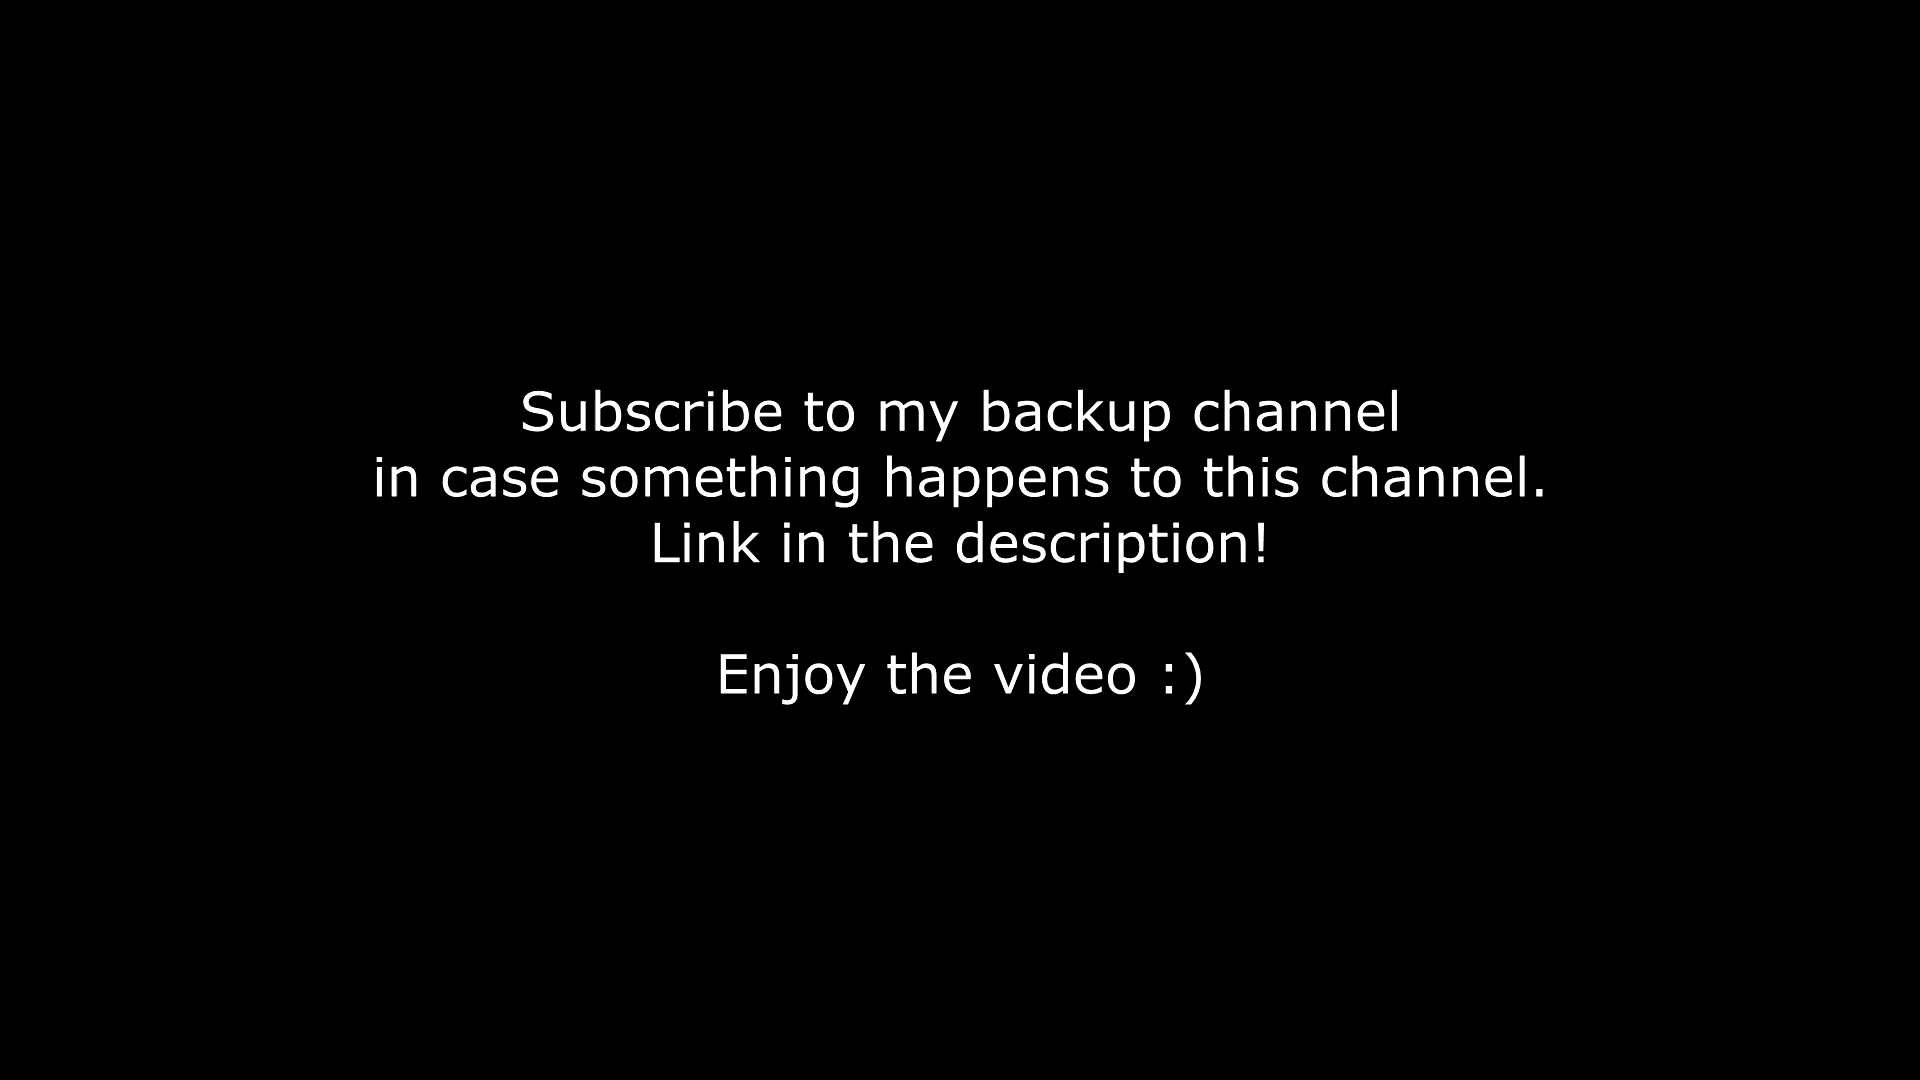 Subscribe to my backup channel
in case something happens to this channel.
Link in the description!
Enjoy the video :)